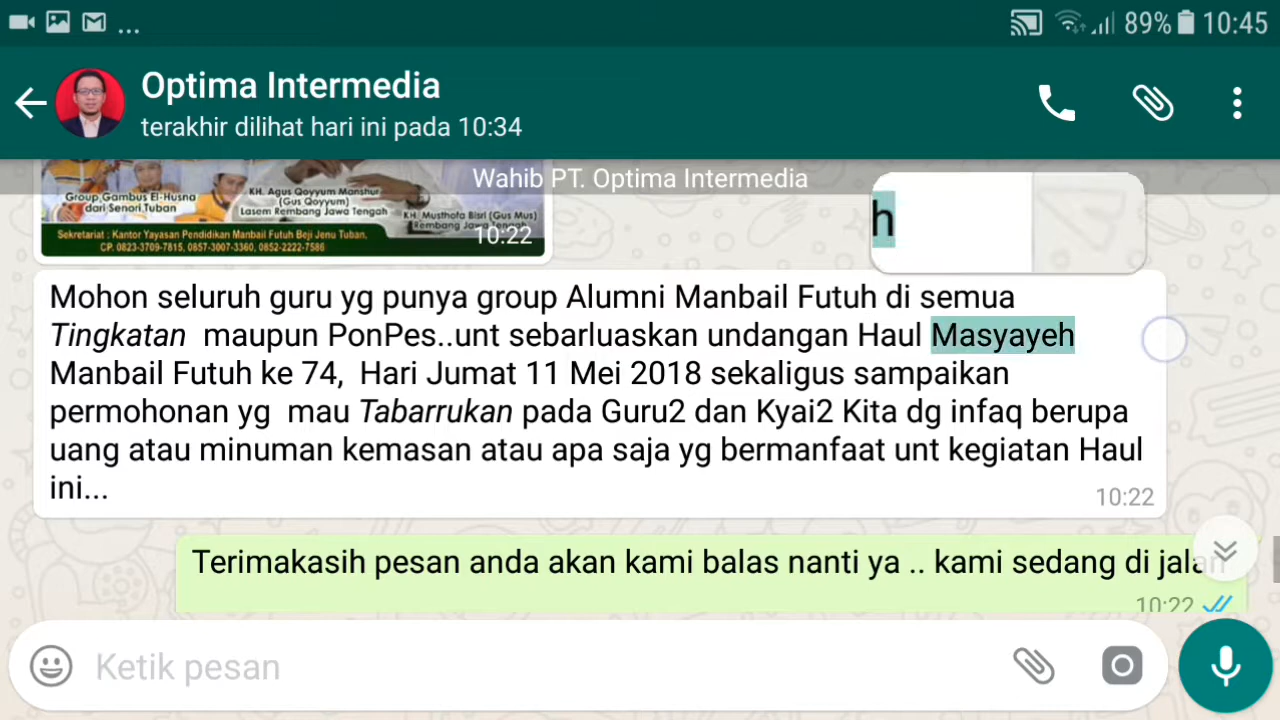 ... 89% 10:45
Optima Intermedia
terakhir dilihat hari ini pada 10:34
Wahib PT. Optima Intermedia
h
Group Gambus El-Husna
dari Senori Tuban
KH. Agus Qoyyum Manshur
(Gus Qoyyum)
Lasem Rembang Jawa Tengah
KH. Musthofa Bisri (Gus Mus)
Rembang Jawa Tengah
Sekretariat : Kantor Yayasan Pendidikan Manbail Futuh Beji Jenu Tuban.
CP. 0823-3709-7815, 0857-3007-3360, 0852-2222-7586
10:22
Mohon seluruh guru yg punya group Alumni Manbail Futuh di semua
Tingkatan maupun PonPes..unt sebarluaskan undangan Haul Masyayeh
Manbail Futuh ke 74, Hari Jumat 11 Mei 2018 sekaligus sampaikan
permohonan yg mau Tabarrukan pada Guru2 dan Kyai2 Kita dg infaq berupa
uang atau minuman kemasan atau apa saja yg bermanfaat unt kegiatan Haul
ini...
10:22
Terimakasih pesan anda akan kami balas nanti ya .. kami sedang di jalan
10:22
Ketik pesan